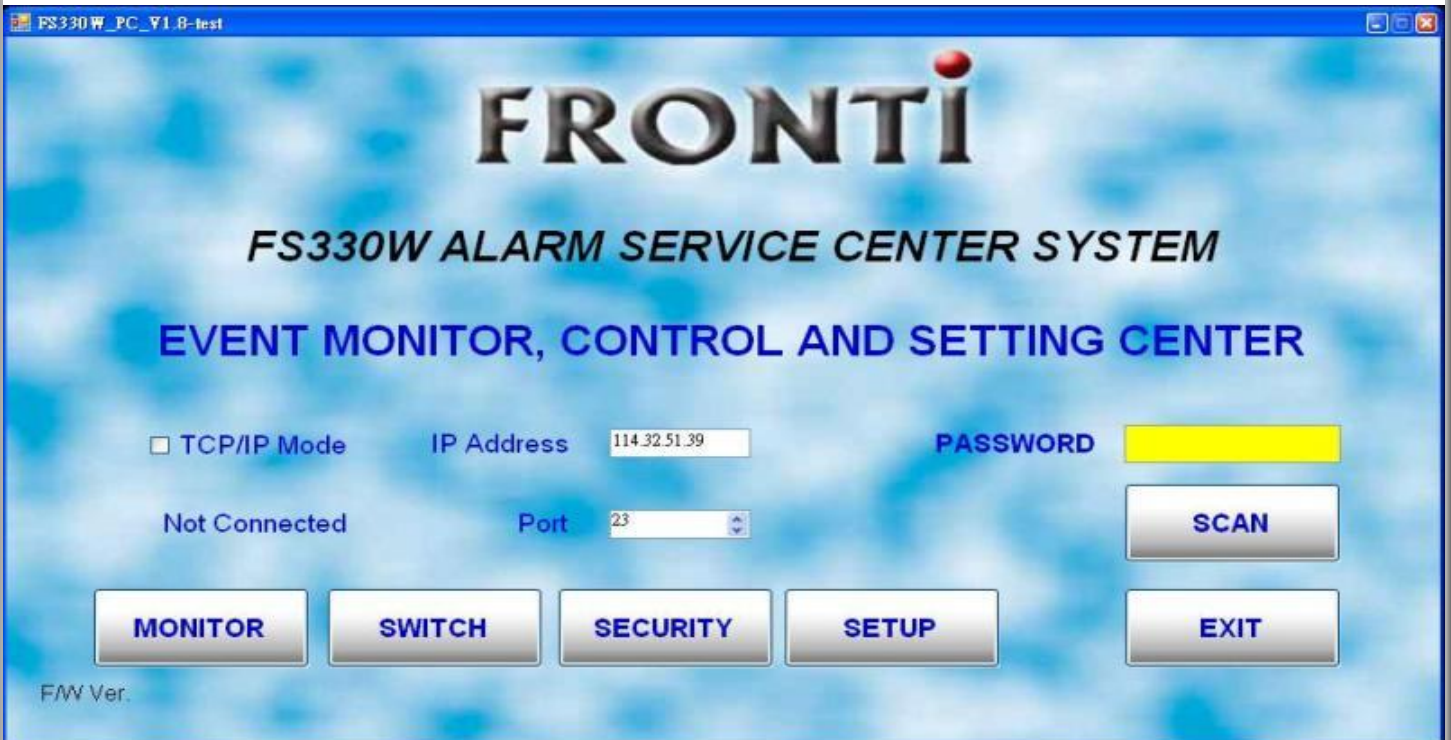 FS330W_PC_V1.8-test
FRONTi
FS330W ALARM SERVICE CENTER SYSTEM
EVENT MONITOR, CONTROL AND SETTING CENTER
TCP/IP Mode IP Address 114.32.51.39 PASSWORD
Not Connected Port 23 SCAN
MONITOR SWITCH SECURITY SETUP EXIT
F/W Ver.